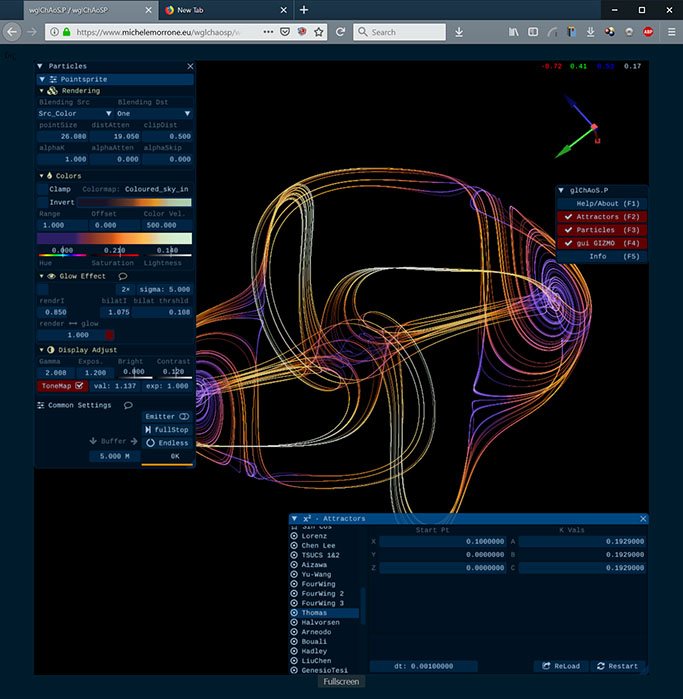 wglChAoS.P / wglChAoS.P
New Tab
https://www.michelemorrone.eu/wglchaosp/w
Search
ABP
Particles
Pointsprite
Rendering
Blending Src Blending Dst
Src_Color One
pointSize distAtten clipDist
26.080 19.050 0.500
alphaK alphaAtten alphaSkip
1.000 0.000 0.000
Colors
Clamp Colormap: Coloured_sky_in
Invert
Range Offset Color Vel.
1.000 0.000 500.000
0.000 0.210 0.140
Hue Saturation Lightness
Glow Effect
2× sigma: 5.000
rendrI bilatI bilat thrshld
0.850 1.075 0.108
render ↔ glow
1.000
Display Adjust
Gamma Expos. Bright Contrast
2.008 1.200 0.000 0.120
ToneMap val: 1.137 exp: 1.000
Common Settings
Emitter
fullStop
Buffer Endless
5.000 M 0K
-0.72 0.41 0.53 0.17
glChAoS.P
Help/About (F1)
Attractors (F2)
Particles (F3)
gui GIZMO (F4)
Info (F5)
x² - Attractors
Sin Cos
Lorenz
Chen Lee
TSUCS 1&2
Aizawa
Yu-Wang
FourWing
FourWing 2
FourWing 3
Thomas
Halvorsen
Arneodo
Bouali
Hadley
LiuChen
GenesioTesi
Start Pt K Vals
X 0.1000000 A 0.1929000
Y 0.0000000 B 0.1929000
Z 0.0000000 C 0.1929000
dt: 0.00100000 ReLoad Restart
Fullscreen